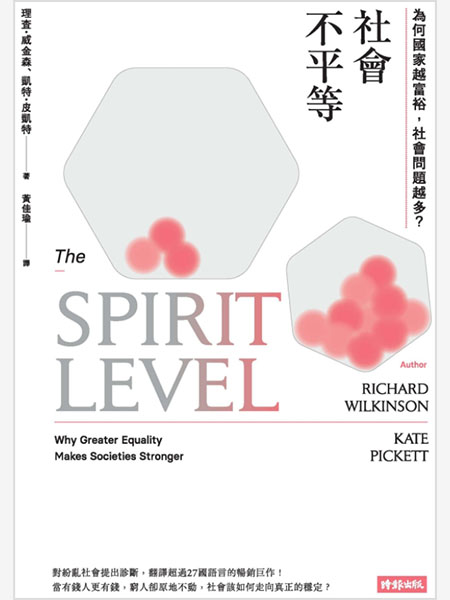 為何國家越富裕，社會問題越多？
社會
不平等
理查・威金森、凱特・皮凱特 著
黃佳瑜 譯
The
SPIRIT
LEVEL
Author
RICHARD
WILKINSON
KATE
PICKETT
Why Greater Equality
Makes Societies Stronger
對紛亂社會提出診斷，翻譯超過27國語言的暢銷巨作！
當有錢人更有錢，窮人卻原地不動，社會該如何走向真正的穩定？
時報出版